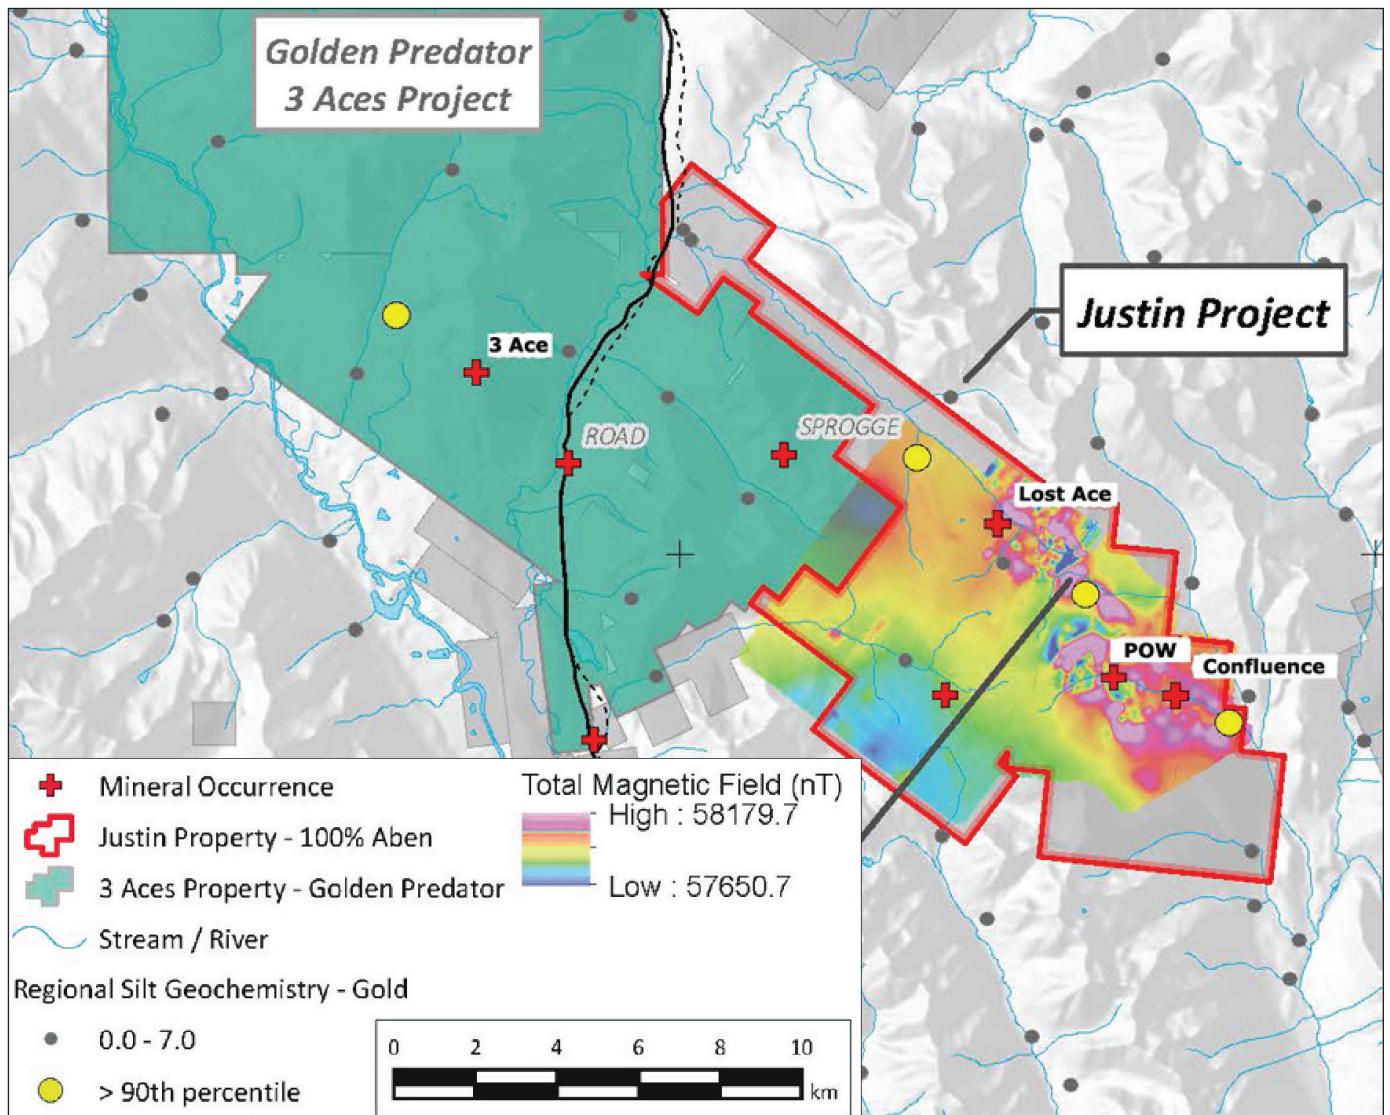 Golden Predator
3 Aces Project
Justin Project
3 Ace
ROAD
SPROGGE
Lost Ace
POW
Confluence
Mineral Occurrence
Justin Property - 100% Aben
3 Aces Property - Golden Predator
Stream / River
Regional Silt Geochemistry - Gold
0.0 - 7.0
> 90th percentile
Total Magnetic Field (nT)
High : 58179.7
Low : 57650.7
0 2 4 6 8 10
km